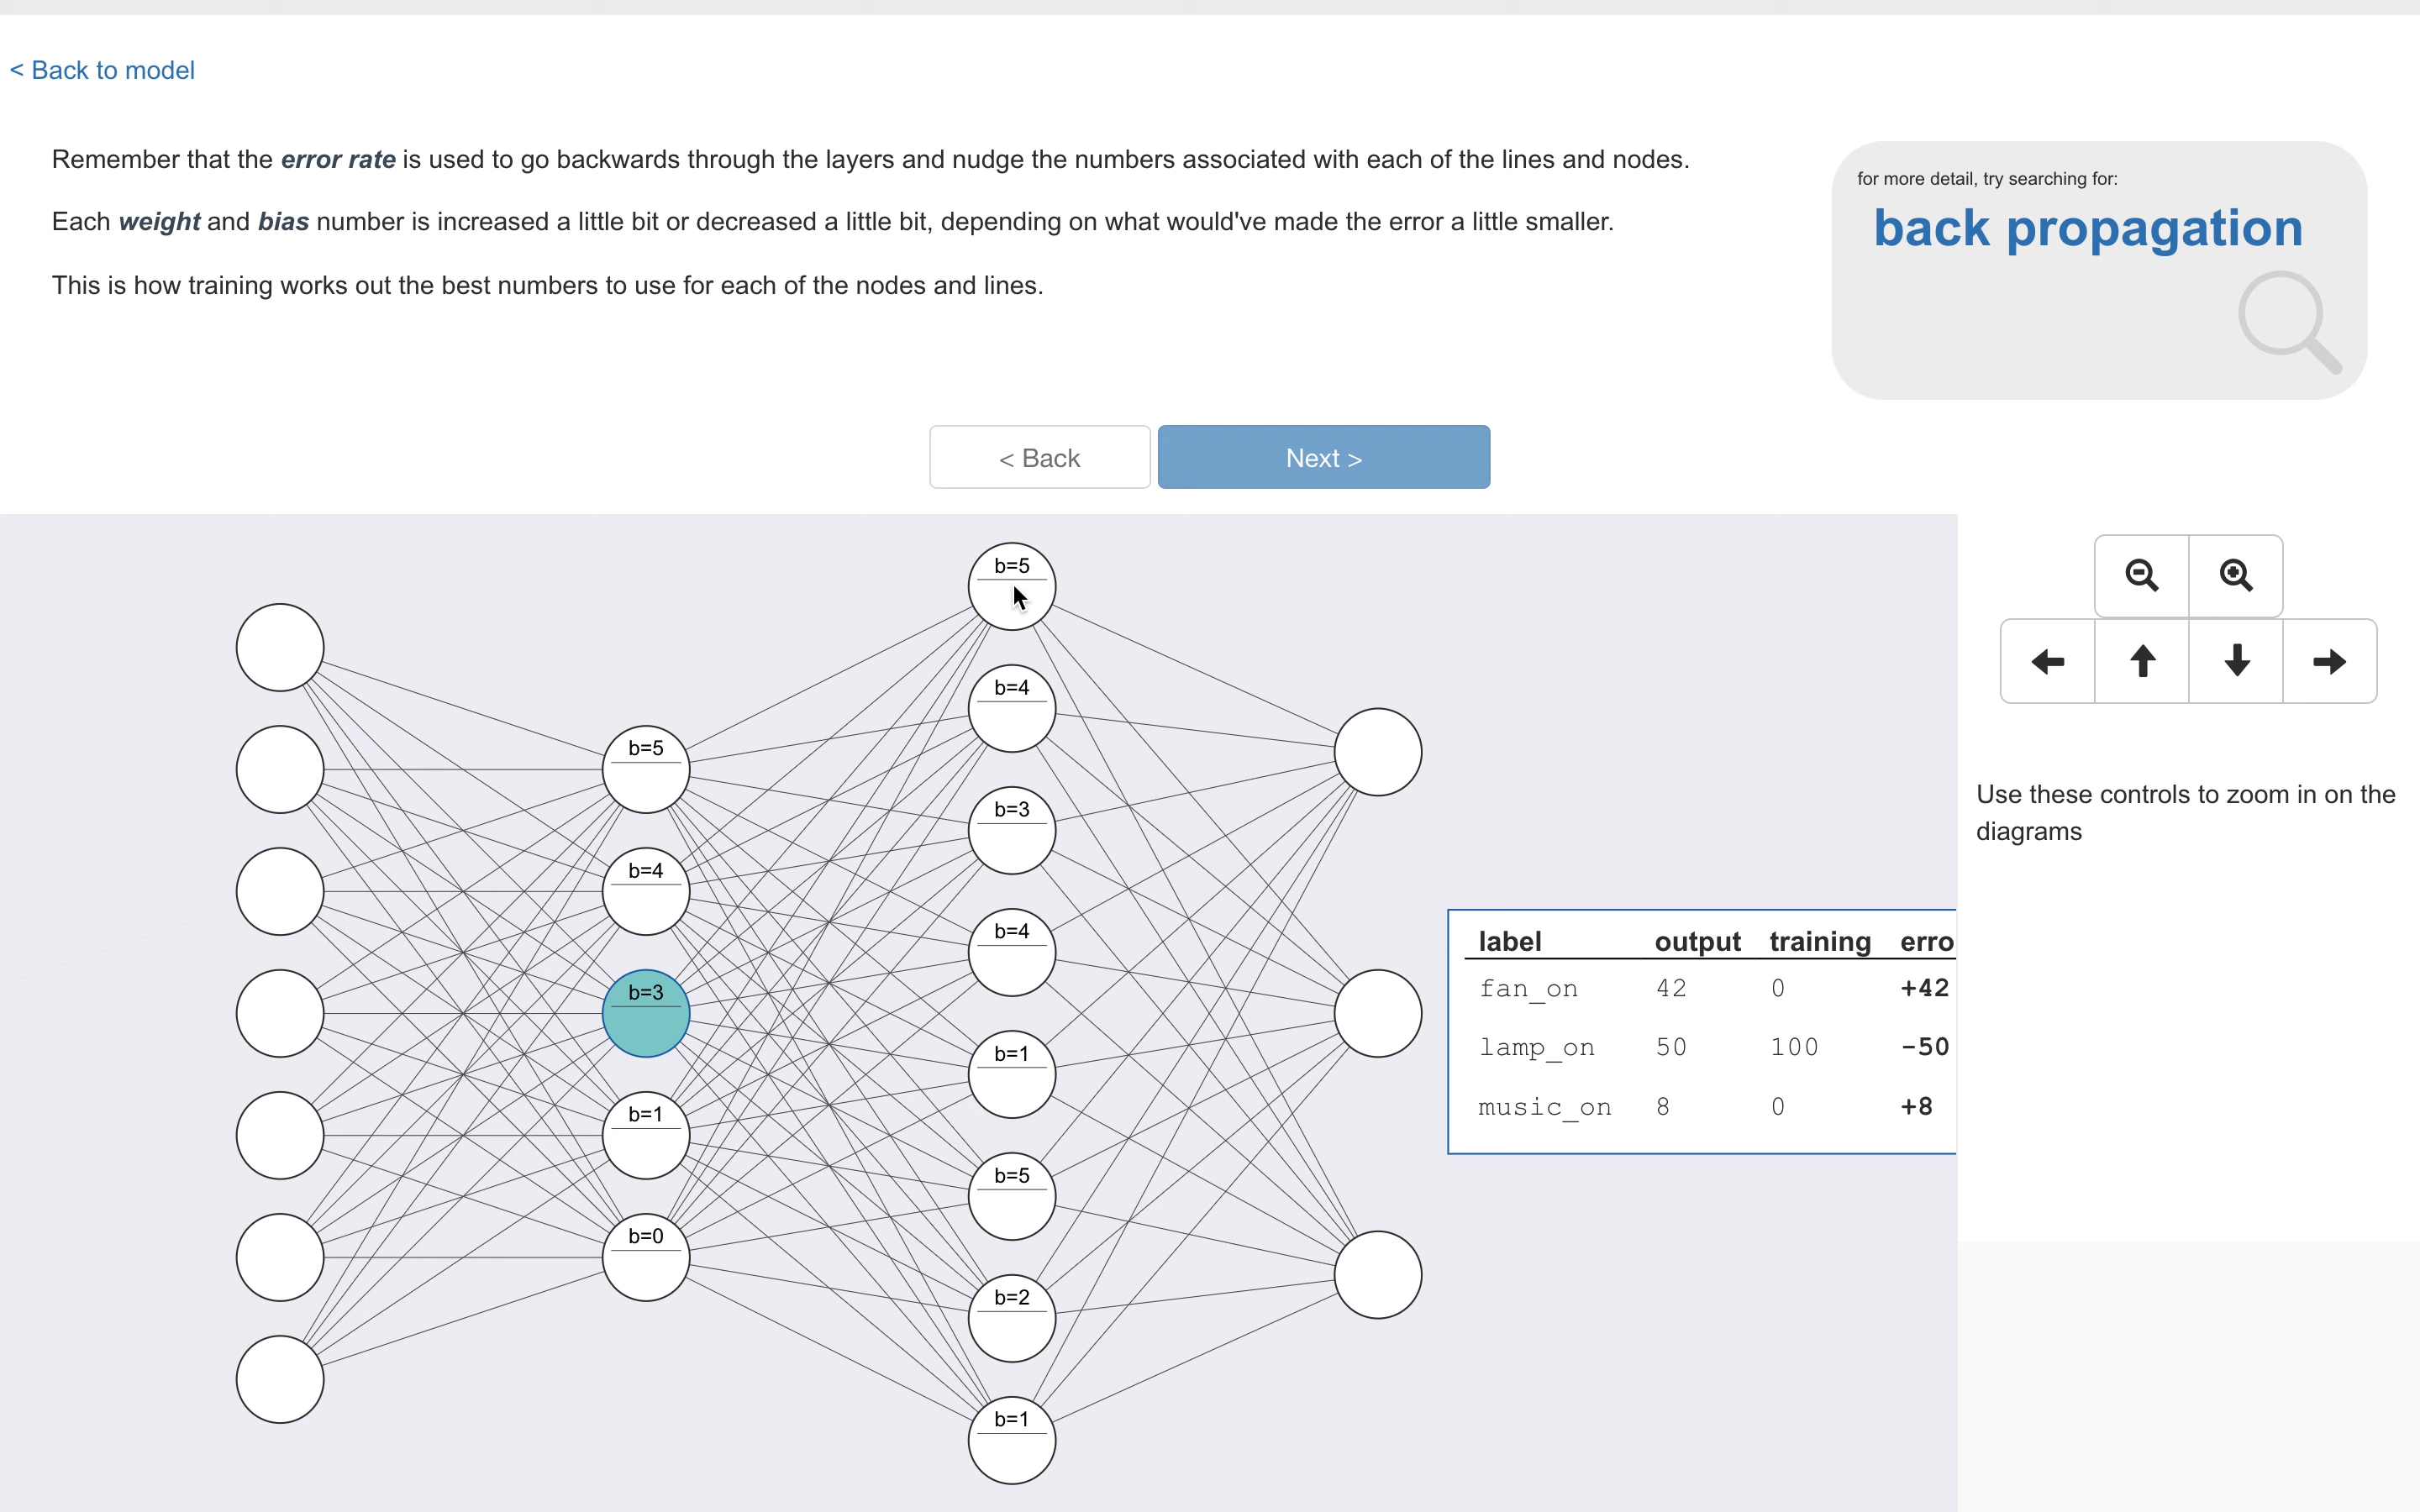 < Back to model
Remember that the error rate is used to go backwards through the layers and nudge the numbers associated with each of the lines and nodes.
Each weight and bias number is increased a little bit or decreased a little bit, depending on what would've made the error a little smaller.
This is how training works out the best numbers to use for each of the nodes and lines.
for more detail, try searching for:
back propagation
< Back
Next >
b=5
b=4
b=3
b=1
b=0
b=5
b=4
b=3
b=4
b=1
b=5
b=2
b=1
label output training erro
fan_on 42 0 +42
lamp_on 50 100 -50
music_on 8 0 +8
Use these controls to zoom in on the
diagrams